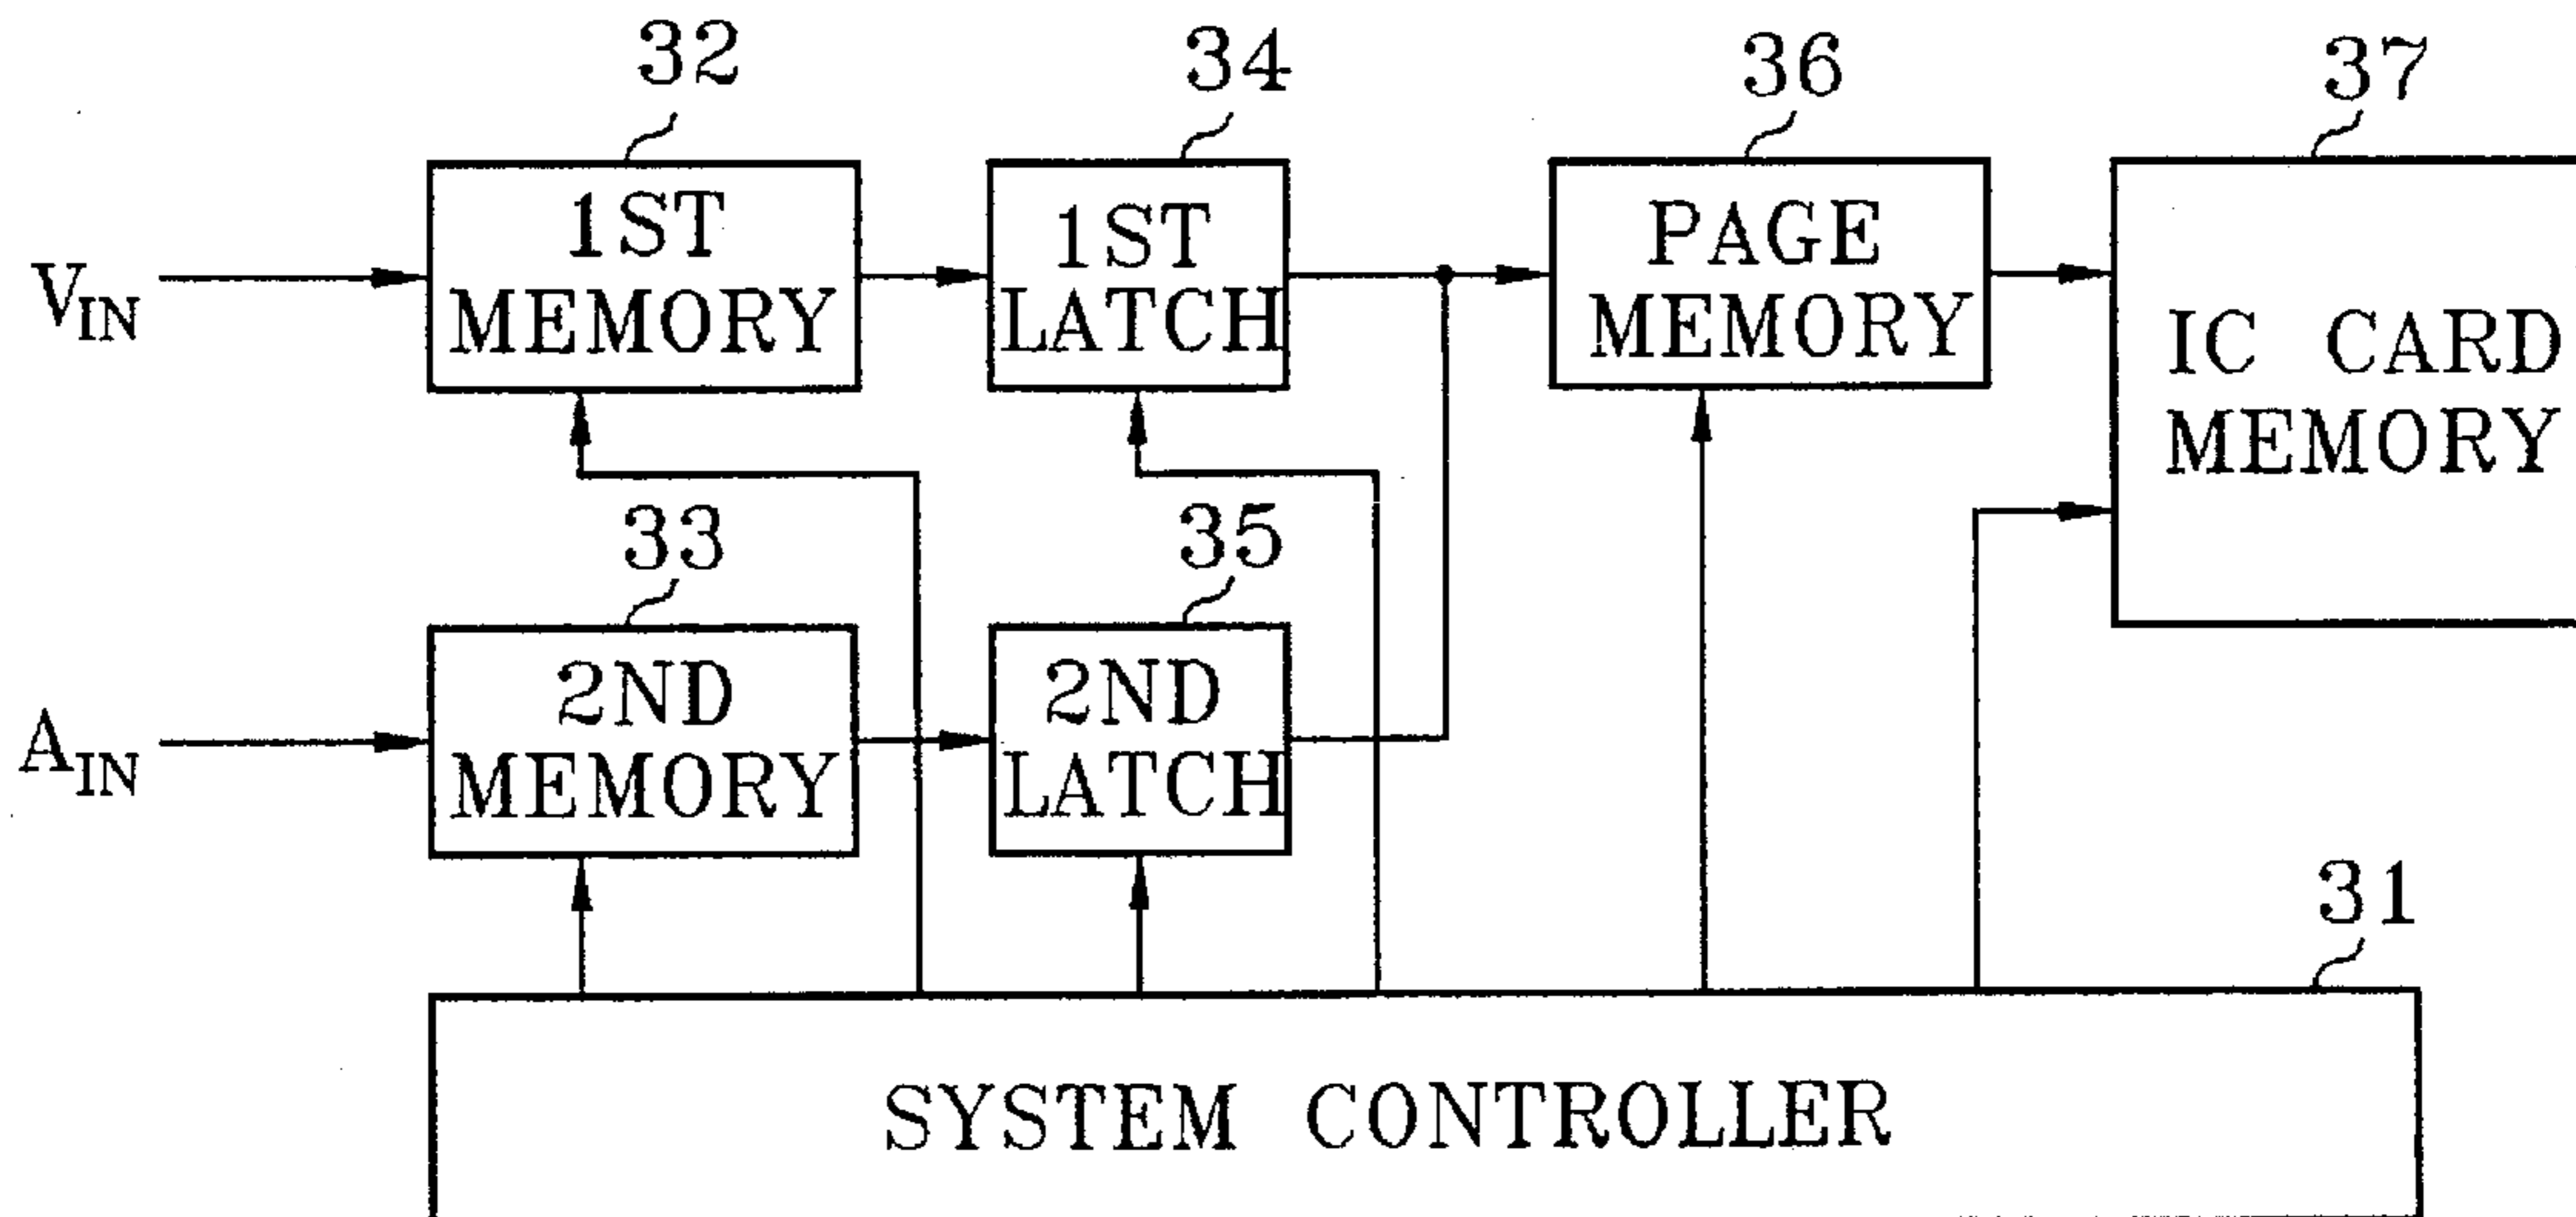 32
34
36
37
1ST
MEMORY
1ST
LATCH
PAGE
MEMORY
IC CARD
MEMORY
VIN
33
35
2ND
MEMORY
2ND
LATCH
AIN
31
SYSTEM CONTROLLER